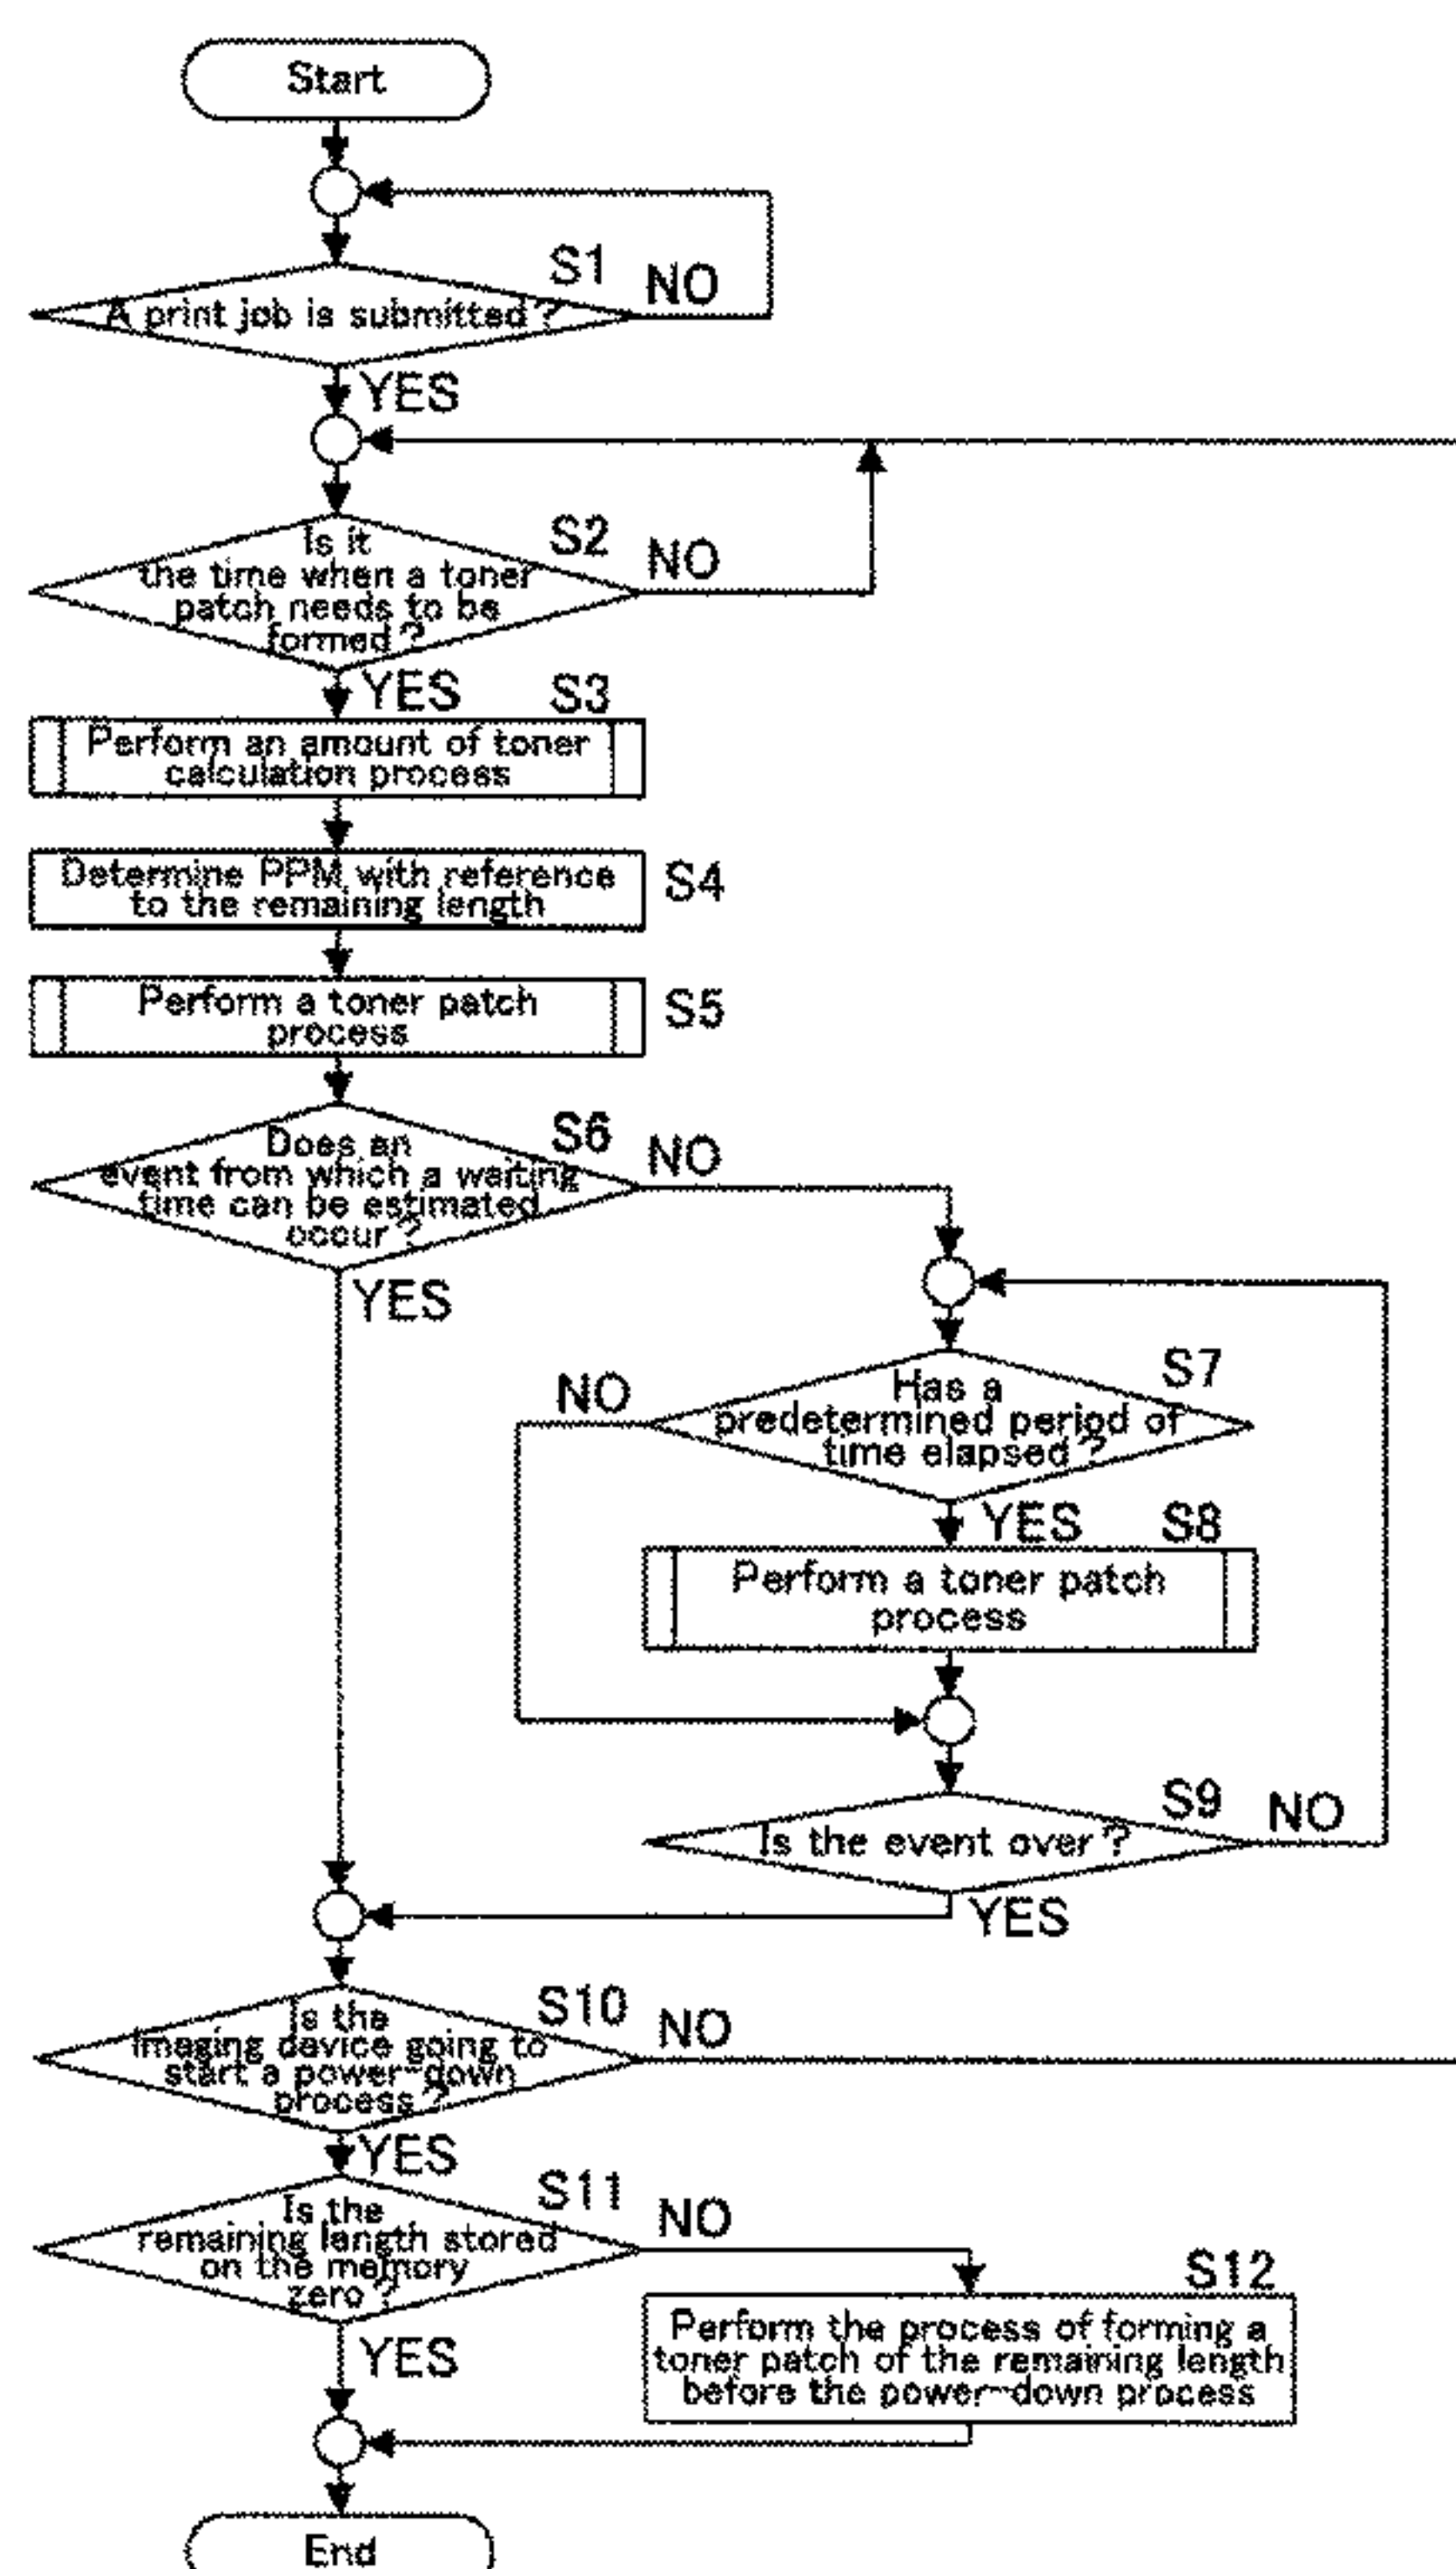 Start
S1
NO
A print job is submitted?
YES
S2
NO
Is it
the time when a toner
patch needs to be
formed?
YES
S3
Perform an amount of toner
calculation process
Determine PPM with reference
to the remaining length
S4
Perform a toner patch
process
S5
S6
NO
Does an
event from which a waiting
time can be estimated
occur?
YES
S7
NO
Has a
predetermined period of
time elapsed?
YES
S8
Perform a toner patch
process
S9
NO
Is the event over?
YES
S10
NO
Is the
imaging device going to
start a power-down
process?
YES
S11
NO
Is the
remaining length stored
on the memory
zero?
S12
Perform the process of forming a
toner patch of the remaining length
before the power-down process
YES
End